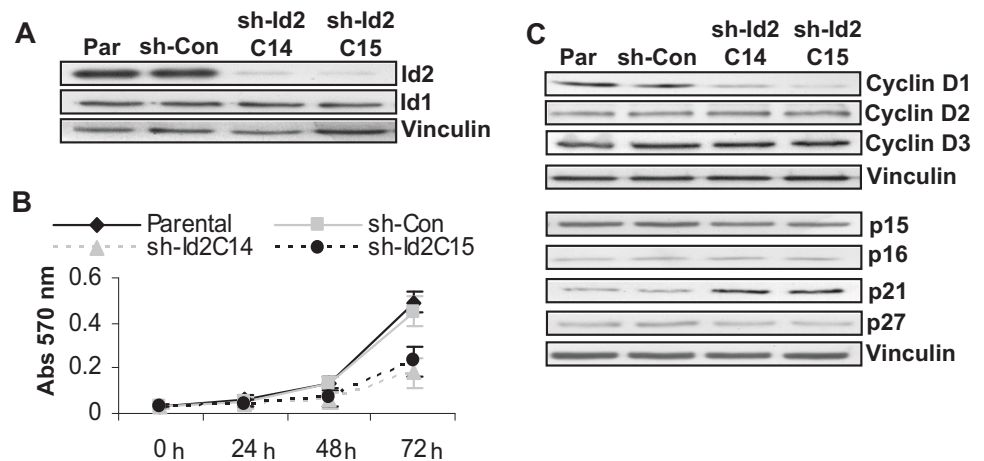 A
Par sh-Con sh-Id2 C14 sh-Id2 C15
Id2
Id1
Vinculin
B
Parental
sh-Con
sh-Id2C14
sh-Id2C15
Abs 570 nm
0.6
0.4
0.2
0
0 h 24 h 48h 72h
C
Par sh-Con sh-Id2 C14 sh-Id2 C15
Cyclin D1
Cyclin D2
Cyclin D3
Vinculin
p15
p16
p21
p27
Vinculin